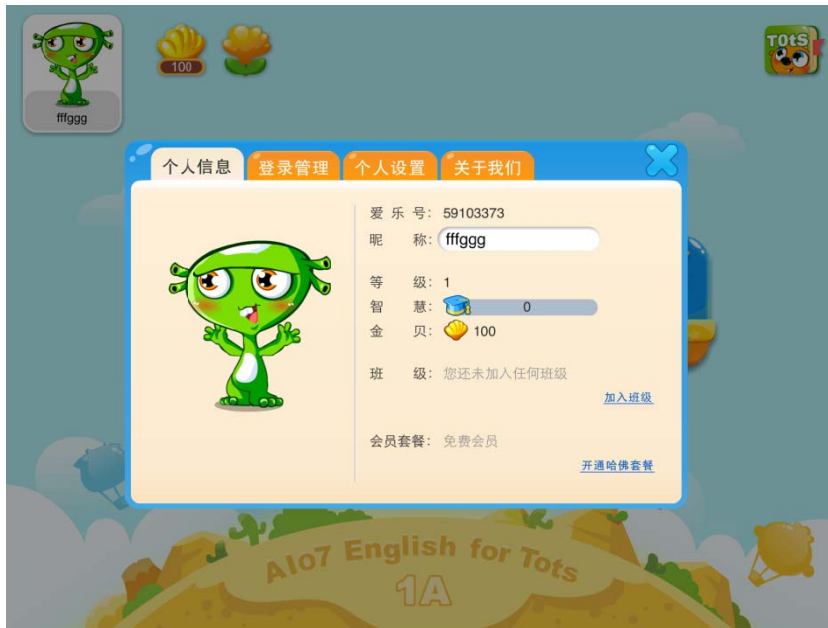 fffggg
100
TOtS
个人信息
登录管理
个人设置
关于我们
爱 乐 号： 59103373
昵 称： fffggg
等 级： 1
智 慧： 0
金 贝： 100
班 级： 您还未加入任何班级
加入班级
会员套餐： 免费会员
开通哈佛套餐
Alo7 English for Tots
1A